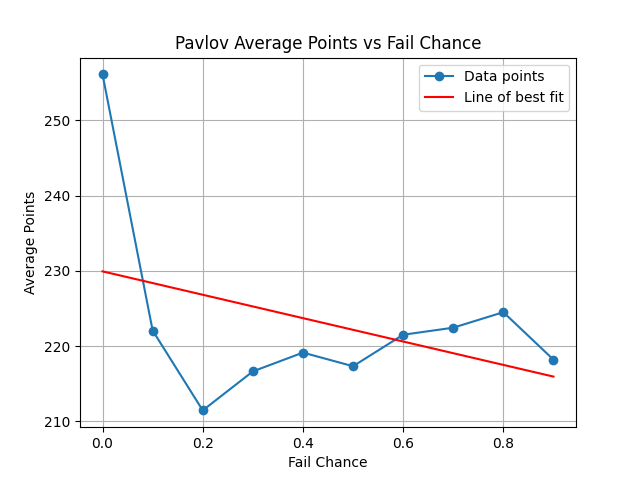 Pavlov Average Points vs Fail Chance
Data points
Line of best fit
Average Points
250
240
230
220
210
0.0 0.2 0.4 0.6 0.8
Fail Chance